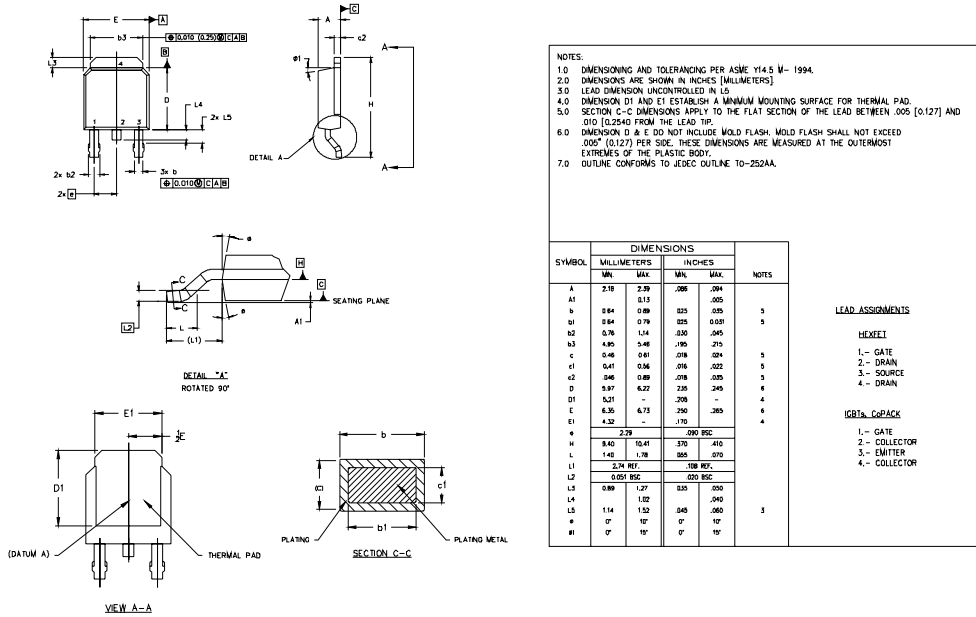 E
A
b3
⌖ 0.010 (0.25) Ⓜ C A B
L3
4
B
D
L4
2x L5
1 2 3
2x b2
3x b
⌖ 0.010 Ⓜ C A B
2x e
C
A
c2
A
ø1
H
DETAIL A
A
ø
H
C
SEATING PLANE
C
C
L2
L
A1
ø
(L1)
DETAIL "A"
ROTATED 90°
E1
½E
D1
(DATUM A)
THERMAL PAD
VIEW A-A
b
c1
b1
PLATING
PLATING METAL
SECTION C-C
NOTES:
1.0 DIMENSIONING AND TOLERANCING PER ASME Y14.5 M- 1994.
2.0 DIMENSIONS ARE SHOWN IN INCHES [MILLIMETERS]
3.0 LEAD DIMENSION UNCONTROLLED IN L5
4.0 DIMENSION D1 AND E1 ESTABLISH A MINIMUM MOUNTING SURFACE FOR THERMAL PAD.
5.0 SECTION C-C DIMENSIONS APPLY TO THE FLAT SECTION OF THE LEAD BETWEEN .005 [0.127] AND
.010 [0.2540 FROM THE LEAD TIP.
6.0 DIMENSION D & E DO NOT INCLUDE MOLD FLASH. MOLD FLASH SHALL NOT EXCEED
.005" (0.127) PER SIDE. THESE DIMENSIONS ARE MEASURED AT THE OUTERMOST
EXTREMES OF THE PLASTIC BODY.
7.0 OUTLINE CONFORMS TO JEDEC OUTLINE TO-252AA.
SYMBOL DIMENSIONS NOTES
MILLIMETERS INCHES
MIN. MAX. MIN. MAX.
A 2.18 2.39 .086 .094
A1 0.13 .005
b 0.64 0.89 .025 .035 5
b1 0.64 0.79 .025 0.031 5
b2 0.76 1.14 .030 .045
b3 4.95 5.46 .195 .215
c 0.46 0.61 .018 .024 5
c1 0.41 0.56 .016 .022 5
c2 .046 0.89 .018 .035 5
D 5.97 6.22 .235 .245 6
D1 5.21 - .205 - 4
E 6.35 6.73 .250 .265 6
E1 4.32 - .170 4
e 2.29 .090 BSC
H 9.40 10.41 .370 .410
L 1.40 1.78 .055 .070
L1 2.74 REF. .108 REF.
L2 0.051 BSC .020 BSC
L3 0.89 1.27 .035 .050
L4 1.02 .040
L5 1.14 1.52 .045 .060 3
ø 0° 10° 0° 10°
ø1 0° 15° 0° 15°
LEAD ASSIGNMENTS
HEXFET
1.- GATE
2.- DRAIN
3.- SOURCE
4.- DRAIN
IGBTs, CoPACK
1.- GATE
2.- COLLECTOR
3.- EMITTER
4.- COLLECTOR